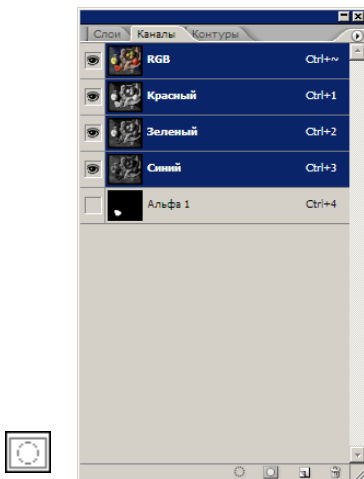 Слои Каналы Контуры
RGB Ctrl+~
Красный Ctrl+1
Зеленый Ctrl+2
Синий Ctrl+3
Альфа 1 Ctrl+4